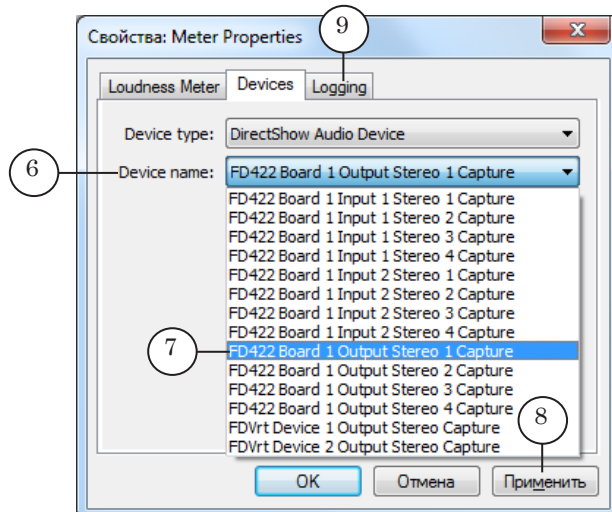 9
Свойства: Meter Properties
Loudness Meter Devices Logging
Device type: DirectShow Audio Device
6 Device name: FD422 Board 1 Output Stereo 1 Capture
FD422 Board 1 Input 1 Stereo 1 Capture
FD422 Board 1 Input 1 Stereo 2 Capture
FD422 Board 1 Input 1 Stereo 3 Capture
FD422 Board 1 Input 1 Stereo 4 Capture
FD422 Board 1 Input 2 Stereo 1 Capture
FD422 Board 1 Input 2 Stereo 2 Capture
FD422 Board 1 Input 2 Stereo 3 Capture
FD422 Board 1 Input 2 Stereo 4 Capture
7 FD422 Board 1 Output Stereo 1 Capture
FD422 Board 1 Output Stereo 2 Capture
FD422 Board 1 Output Stereo 3 Capture
FD422 Board 1 Output Stereo 4 Capture
8
FDVrt Device 1 Output Stereo Capture
FDVrt Device 2 Output Stereo Capture
OK Отмена Применить